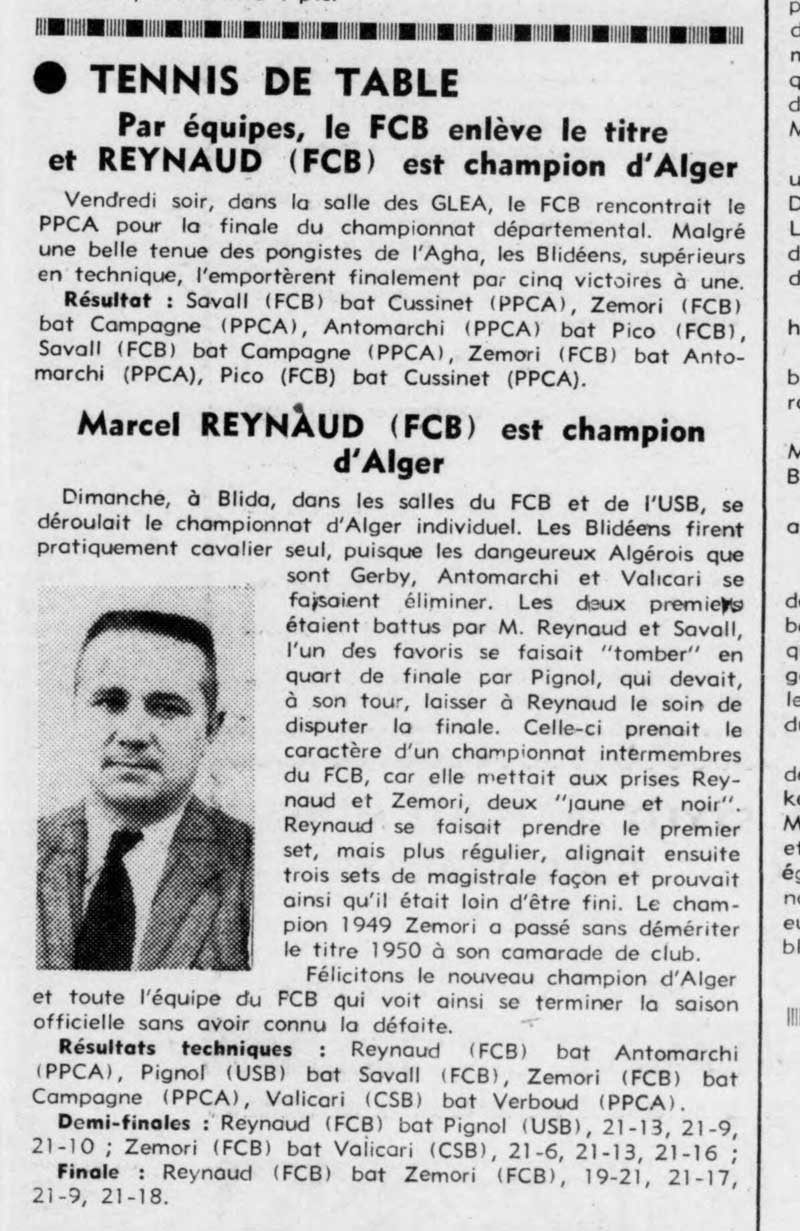 ● TENNIS DE TABLE
Par équipes, le FCB enlève le titre
et REYNAUD (FCB) est champion d'Alger
Vendredi soir, dans la salle des GLEA, le FCB rencontrait le
PPCA pour la finale du championnat départemental. Malgré
une belle tenue des pongistes de l'Agha, les Blidéens, supérieurs
en technique, l'emportèrent finalement par cinq victoires à une.
Résultat : Savall (FCB) bat Cussinet (PPCA), Zemori (FCB)
bat Campagne (PPCA), Antomarchi (PPCA) bat Pico (FCB),
Savall (FCB) bat Campagne (PPCA), Zemori (FCB) bat Anto-
marchi (PPCA), Pico (FCB) bat Cussinet (PPCA).
Marcel REYNAUD (FCB) est champion
d'Alger
Dimanche, à Blida, dans les salles du FCB et de l'USB, se
déroulait le championnat d'Alger individuel. Les Blidéens firent
pratiquement cavalier seul, puisque les dangeureux Algérois que
sont Gerby, Antomarchi et Valicari se
faisaient éliminer. Les deux premiers
étaient battus par M. Reynaud et Savall,
l'un des favoris se faisait "tomber" en
quart de finale par Pignol, qui devait,
à son tour, laisser à Reynaud le soin de
disputer la finale. Celle-ci prenait le
caractère d'un championnat intermembres
du FCB, car elle mettait aux prises Rey-
naud et Zemori, deux "jaune et noir".
Reynaud se faisait prendre le premier
set, mais plus régulier, alignait ensuite
trois sets de magistrale façon et prouvait
ainsi qu'il était loin d'être fini. Le cham-
pion 1949 Zemori a passé sans démériter
le titre 1950 à son camarade de club.
Félicitons le nouveau champion d'Alger
et toute l'équipe du FCB qui voit ainsi se terminer la saison
officielle sans avoir connu la défaite.
Résultats techniques : Reynaud (FCB) bat Antomarchi
(PPCA), Pignol (USB) bat Savall (FCB), Zemori (FCB) bat
Campagne (PPCA), Valicari (CSB) bat Verboud (PPCA).
Demi-finales : Reynaud (FCB) bat Pignol (USB), 21-13, 21-9,
21-10 ; Zemori (FCB) bat Valicari (CSB), 21-6, 21-13, 21-16 ;
Finale : Reynaud (FCB) bat Zemori (FCB), 19-21, 21-17,
21-9, 21-18.